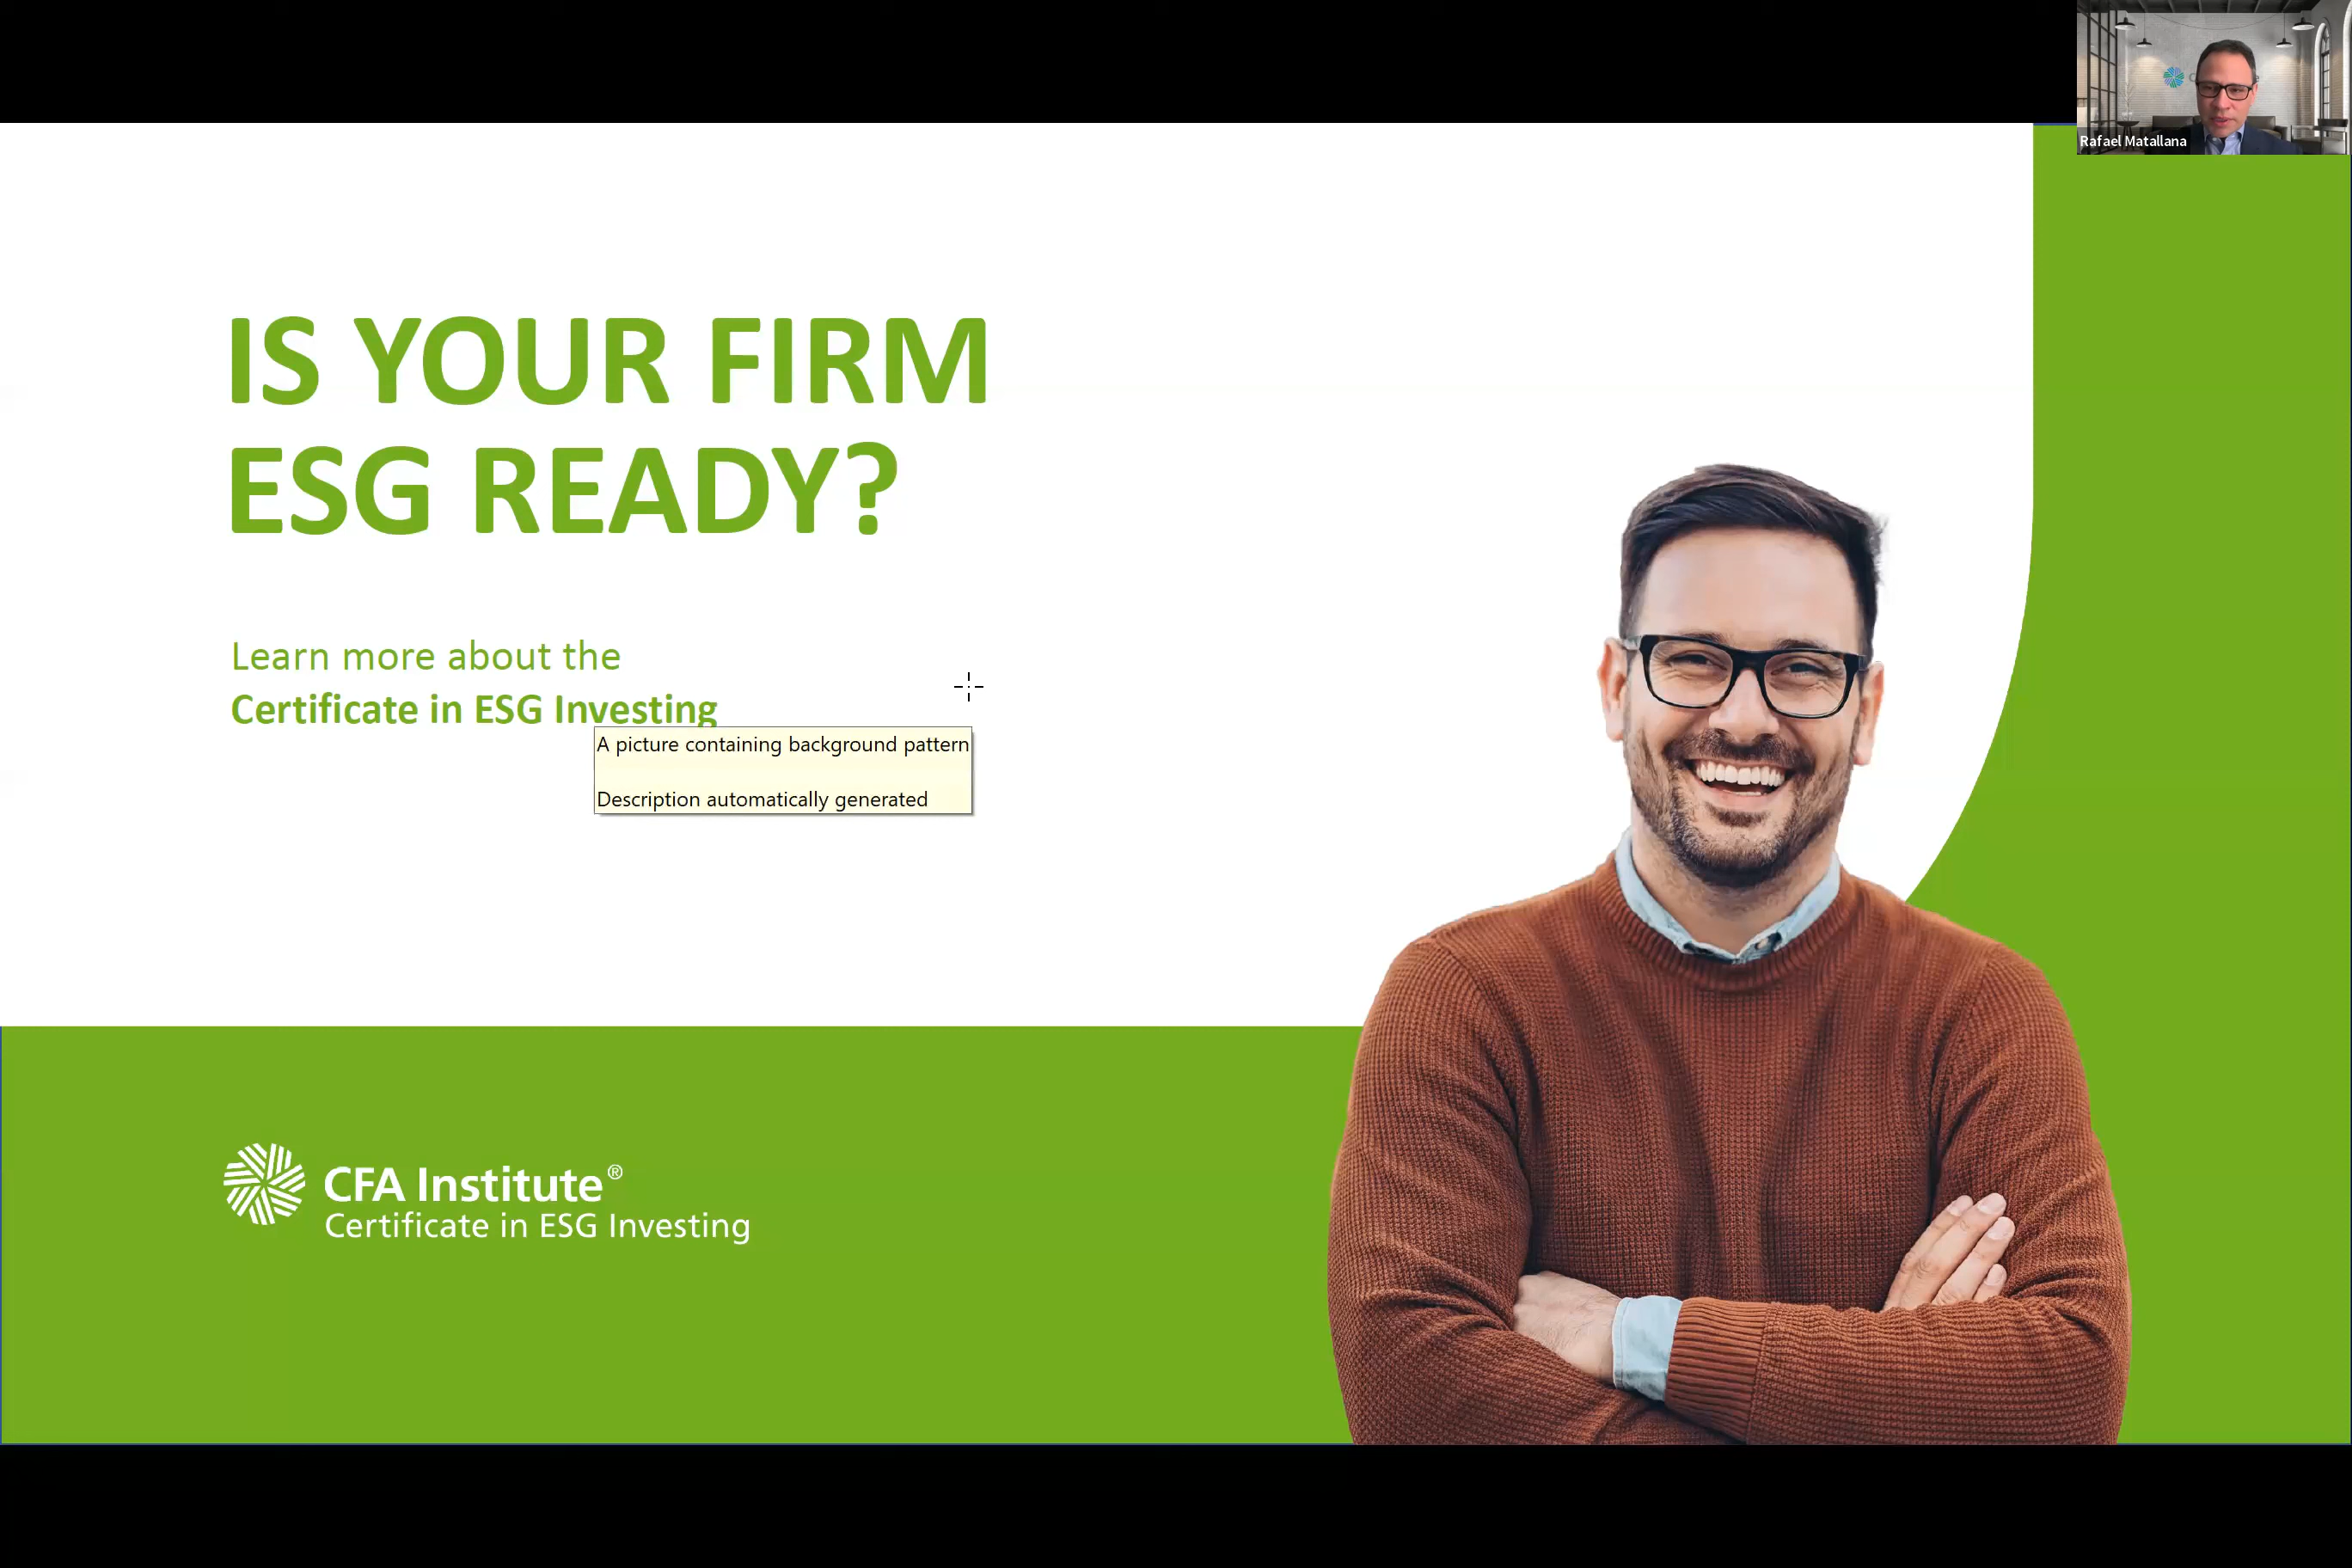 Rafael Matallana
IS YOUR FIRM
ESG READY?
Learn more about the
Certificate in ESG Investing
A picture containing background pattern
Description automatically generated
CFA Institute®
Certificate in ESG Investing